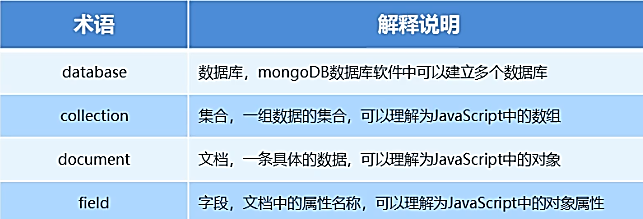 术语 解释说明
database 数据库，mongoDB数据库软件中可以建立多个数据库
collection 集合，一组数据的集合，可以理解为JavaScript中的数组
document 文档，一条具体的数据，可以理解为JavaScript中的对象
field 字段，文档中的属性名称，可以理解为JavaScript中的对象属性